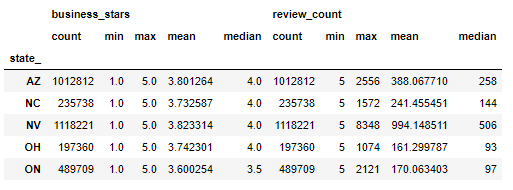 business_stars review_count
count min max mean median count min max mean median
state_
AZ 1012812 1.0 5.0 3.801264 4.0 1012812 5 2556 388.067710 258
NC 235738 1.0 5.0 3.732587 4.0 235738 5 1572 241.455451 144
NV 1118221 1.0 5.0 3.823314 4.0 1118221 5 8348 994.148511 506
OH 197360 1.0 5.0 3.742301 4.0 197360 5 1074 161.299787 93
ON 489709 1.0 5.0 3.600254 3.5 489709 5 2121 170.063403 97